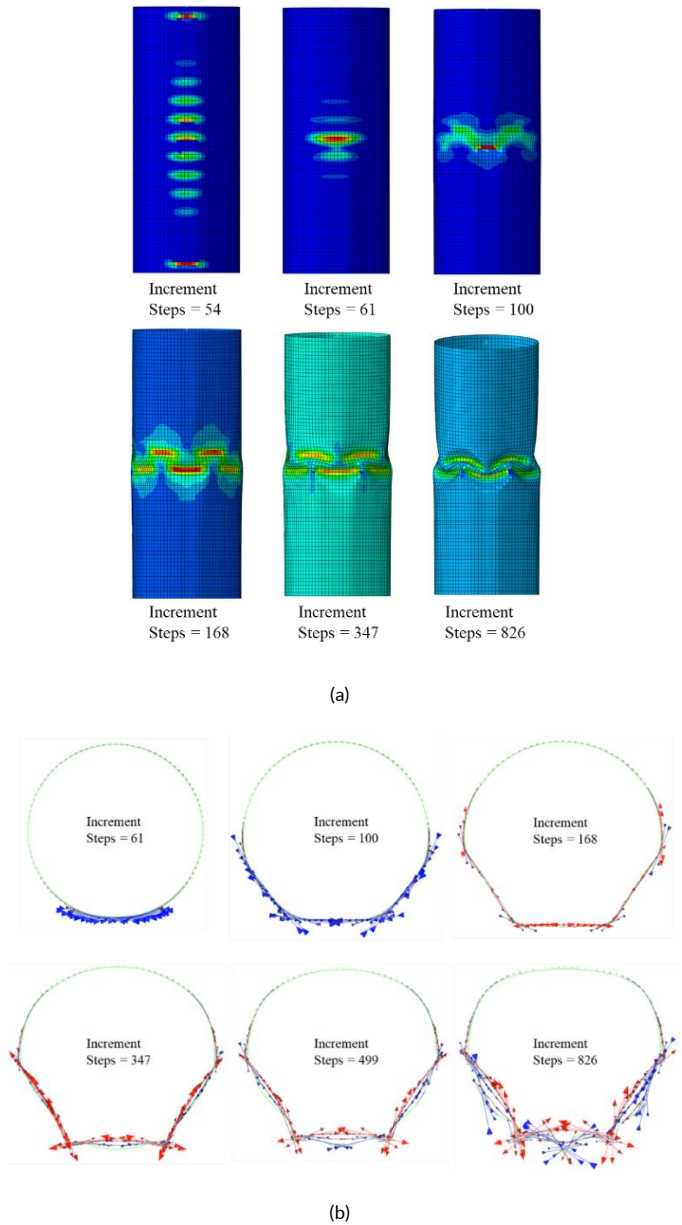 Increment
Steps = 54
Increment
Steps = 61
Increment
Steps = 100
Increment
Steps = 168
Increment
Steps = 347
Increment
Steps = 826
(a)
Increment
Steps = 61
Increment
Steps = 100
Increment
Steps = 168
Increment
Steps = 347
Increment
Steps = 499
Increment
Steps = 826
(b)